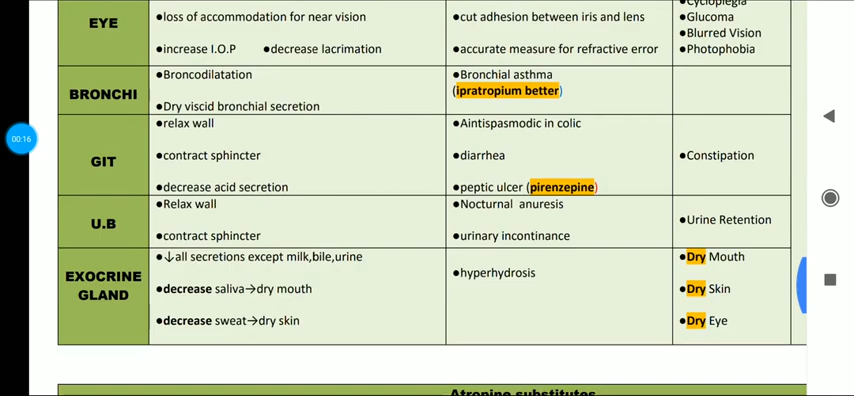 Cycloplegia
EYE
●loss of accommodation for near vision
●cut adhesion between iris and lens
●Glucoma
●Blurred Vision
●increase I.O.P ●decrease lacrimation
●accurate measure for refractive error
●Photophobia
BRONCHI
●Broncodilatation
●Dry viscid bronchial secretion
●Bronchial asthma
(ipratropium better)
00:16
GIT
●relax wall
●contract sphincter
●decrease acid secretion
●Aintispasmodic in colic
●diarrhea
●peptic ulcer (pirenzepine)
●Constipation
U.B
●Relax wall
●contract sphincter
●Nocturnal anuresis
●urinary incontinance
●Urine Retention
EXOCRINE
GLAND
●↓all secretions except milk,bile,urine
●decrease saliva→dry mouth
●decrease sweat→dry skin
●hyperhydrosis
●Dry Mouth
●Dry Skin
●Dry Eye
Atropine substitutes